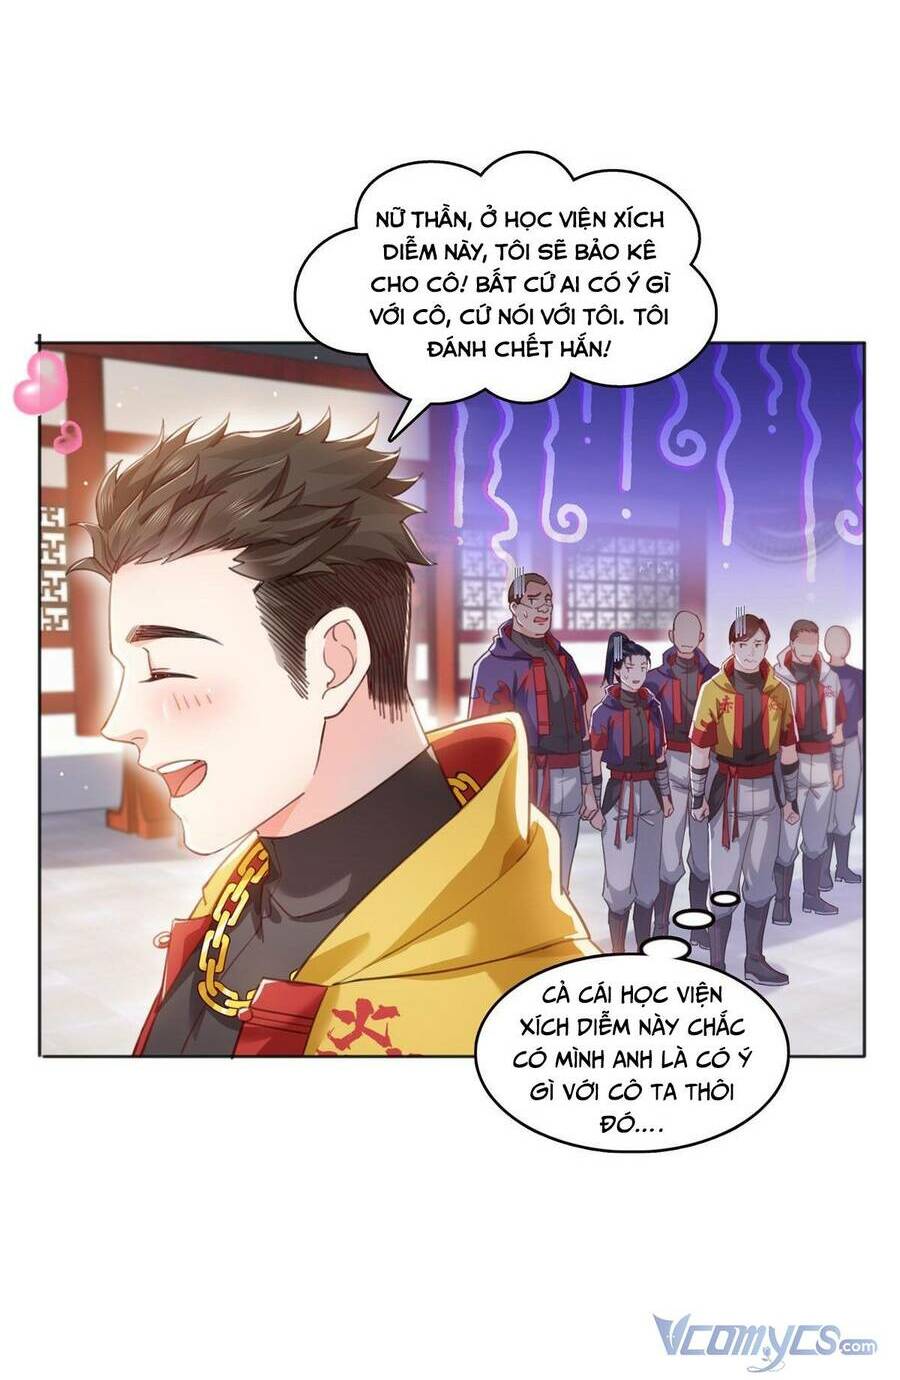 NỮ THẦN, Ở HỌC VIỆN XÍCH
DIỄM NÀY, TÔI SẼ BẢO KÊ
CHO CÔ! BẤT CỨ AI CÓ Ý GÌ
VỚI CÔ, CỨ NÓI VỚI TÔI. TÔI
ĐÁNH CHẾT HẮN!
赤
火
CẢ CÁI HỌC VIỆN
XÍCH DIỄM NÀY CHẮC
CÓ MÌNH ANH LÀ CÓ Ý
GÌ VỚI CÔ TA THÔI
ĐÓ....
VCOMYCS.com